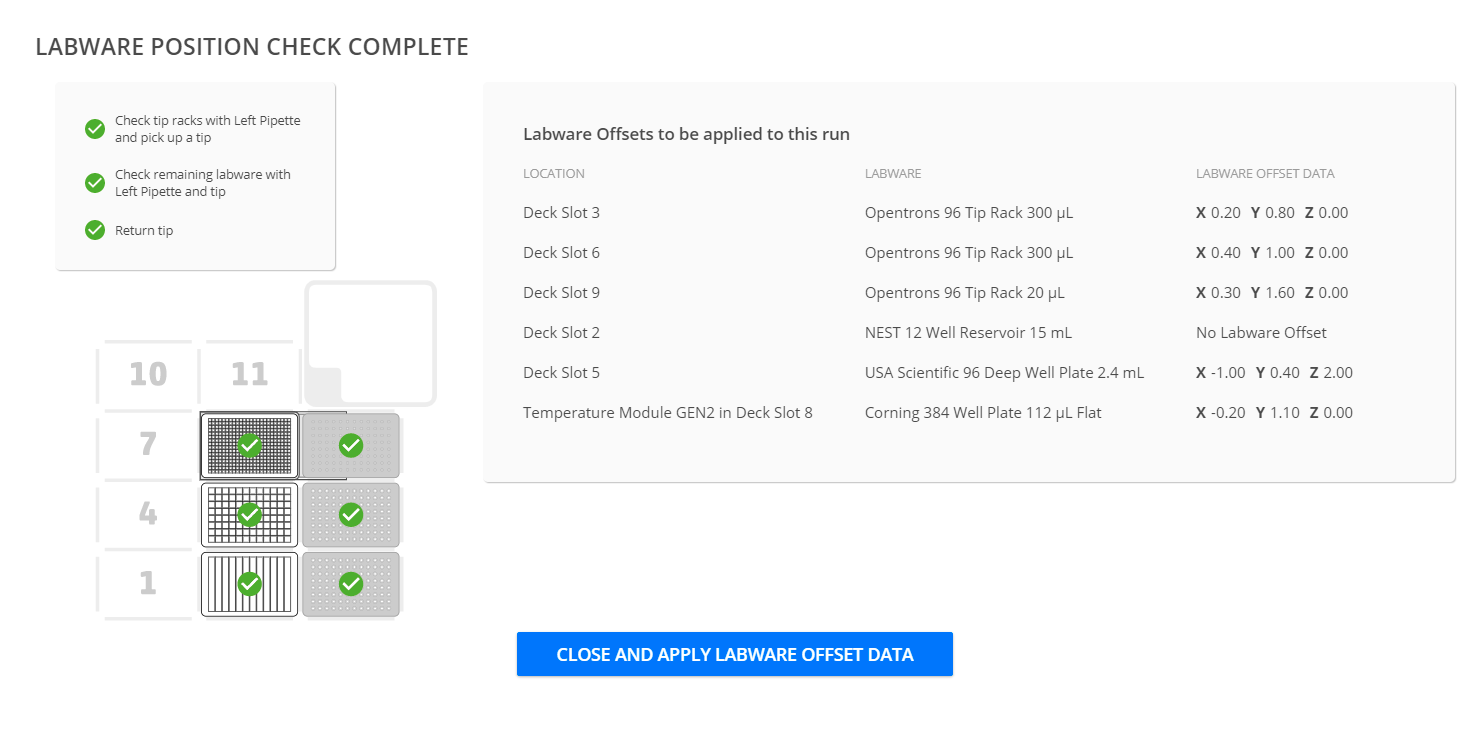 LABWARE POSITION CHECK COMPLETE
Check tip racks with Left Pipette
and pick up a tip
Check remaining labware with
Left Pipette and tip
Return tip
10 11
7
4
1
Labware Offsets to be applied to this run
LOCATION LABWARE LABWARE OFFSET DATA
Deck Slot 3 Opentrons 96 Tip Rack 300 µL X 0.20 Y 0.80 Z 0.00
Deck Slot 6 Opentrons 96 Tip Rack 300 µL X 0.40 Y 1.00 Z 0.00
Deck Slot 9 Opentrons 96 Tip Rack 20 µL X 0.30 Y 1.60 Z 0.00
Deck Slot 2 NEST 12 Well Reservoir 15 mL No Labware Offset
Deck Slot 5 USA Scientific 96 Deep Well Plate 2.4 mL X -1.00 Y 0.40 Z 2.00
Temperature Module GEN2 in Deck Slot 8 Corning 384 Well Plate 112 µL Flat X -0.20 Y 1.10 Z 0.00
CLOSE AND APPLY LABWARE OFFSET DATA